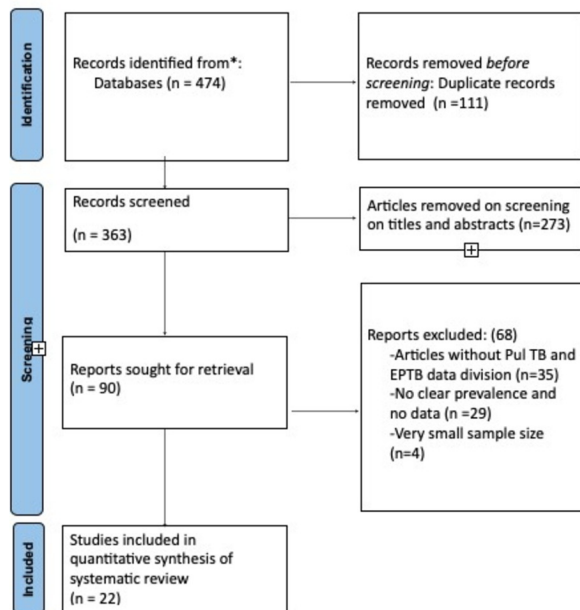 Identification
Records identified from*:
Databases (n = 474)
Records removed before
screening: Duplicate records
removed (n =111)
Screening
Records screened
(n = 363)
Articles removed on screening
on titles and abstracts (n=273)
Reports sought for retrieval
(n = 90)
Reports excluded: (68)
-Articles without Pul TB and
EPTB data division (n=35)
-No clear prevalence and
no data (n =29)
-Very small sample size
(n=4)
Included
Studies included in
quantitative synthesis of
systematic review
(n = 22)